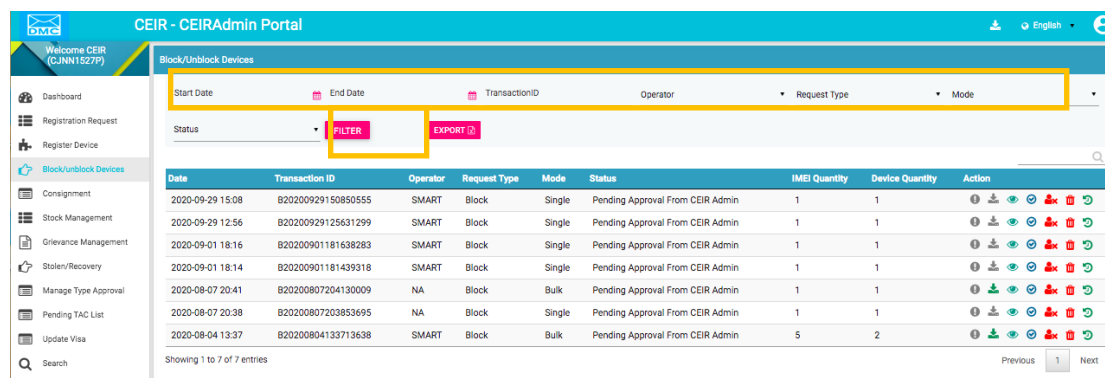 DMC
CEIR - CEIRAdmin Portal
English
Welcome CEIR
(CJNN1527P)
Block/Unblock Devices
Dashboard
Registration Request
Register Device
Block/unblock Devices
Consignment
Stock Management
Grievance Management
Stolen/Recovery
Manage Type Approval
Pending TAC List
Update Visa
Search
Start Date End Date TransactionID Operator Request Type Mode
Status FILTER EXPORT
Date Transaction ID Operator Request Type Mode Status IMEI Quantity Device Quantity Action
2020-09-29 15:08 B20200929150850555 SMART Block Single Pending Approval From CEIR Admin 1 1
2020-09-29 12:56 B20200929125631299 SMART Block Single Pending Approval From CEIR Admin 1 1
2020-09-01 18:16 B20200901181638283 SMART Block Single Pending Approval From CEIR Admin 1 1
2020-09-01 18:14 B20200901181439318 SMART Block Single Pending Approval From CEIR Admin 1 1
2020-08-07 20:41 B20200807204130009 NA Block Bulk Pending Approval From CEIR Admin 1 1
2020-08-07 20:38 B20200807203853695 NA Block Single Pending Approval From CEIR Admin 1 1
2020-08-04 13:37 B20200804133713638 SMART Block Bulk Pending Approval From CEIR Admin 5 2
Showing 1 to 7 of 7 entries
Previous 1 Next